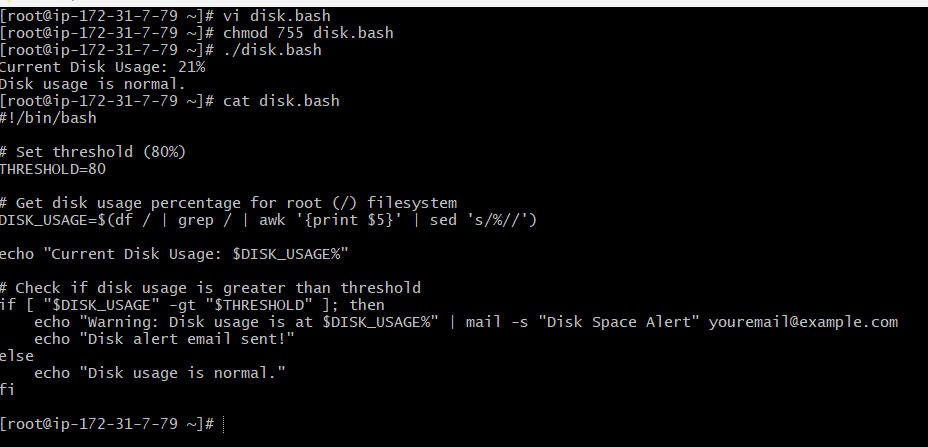 [root@ip-172-31-7-79 ~]# vi disk.bash
[root@ip-172-31-7-79 ~]# chmod 755 disk.bash
[root@ip-172-31-7-79 ~]# ./disk.bash
Current Disk Usage: 21%
Disk usage is normal.
[root@ip-172-31-7-79 ~]# cat disk.bash
#!/bin/bash

# Set threshold (80%)
THRESHOLD=80

# Get disk usage percentage for root (/) filesystem
DISK_USAGE=$(df / | grep / | awk '{print $5}' | sed 's/%//')

echo "Current Disk Usage: $DISK_USAGE%"

# Check if disk usage is greater than threshold
if [ "$DISK_USAGE" -gt "$THRESHOLD" ]; then
    echo "Warning: Disk usage is at $DISK_USAGE%" | mail -s "Disk Space Alert" youremail@example.com
    echo "Disk alert email sent!"
else
    echo "Disk usage is normal."
fi

[root@ip-172-31-7-79 ~]#